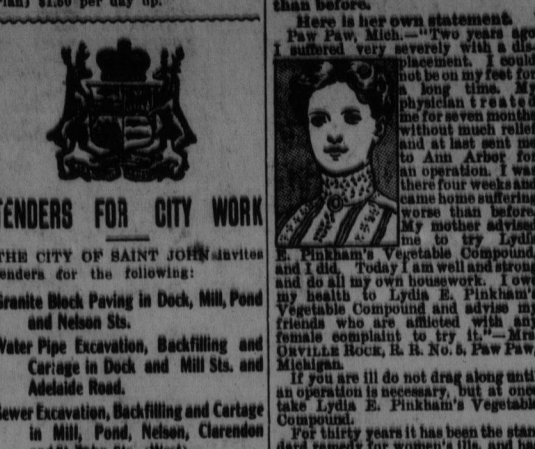 $1.50 per day up.
TENDERS FOR CITY WORK
THE CITY OF SAINT JOHN invites
tenders for the following:
Granite Block Paving in Dock, Mill, Pond
and Nelson Sts.
Water Pipe Excavation, Backfilling and
Cartage in Dock and Mill Sts. and
Adelaide Road.
Sewer Excavation, Backfilling and Cartage
in Mill, Pond, Nelson, Clarendon
than before.
Here is her own statement.
Paw Paw, Mich.—"Two years ago
I suffered very severely with a dis-
placement. I could
not be on my feet for
a long time. My
physician treated
me for seven months
without much relief
and at last sent me
to Ann Arbor for
an operation. I was
there four weeks and
came home suffering
worse than before.
My mother advised
me to try Lydia
E. Pinkham's Vegetable Compound,
and I did. Today I am well and strong
and do all my own housework. I owe
my health to Lydia E. Pinkham's
Vegetable Compound and advise my
friends who are afflicted with any
female complaint to try it."—Mrs.
ORVILLE ROCK, R. R. No. 5, Paw Paw,
Michigan.
If you are ill do not drag along until
an operation is necessary, but at once
take Lydia E. Pinkham's Vegetable
Compound.
For thirty years it has been the stan-
dard remedy for women's ills, and has